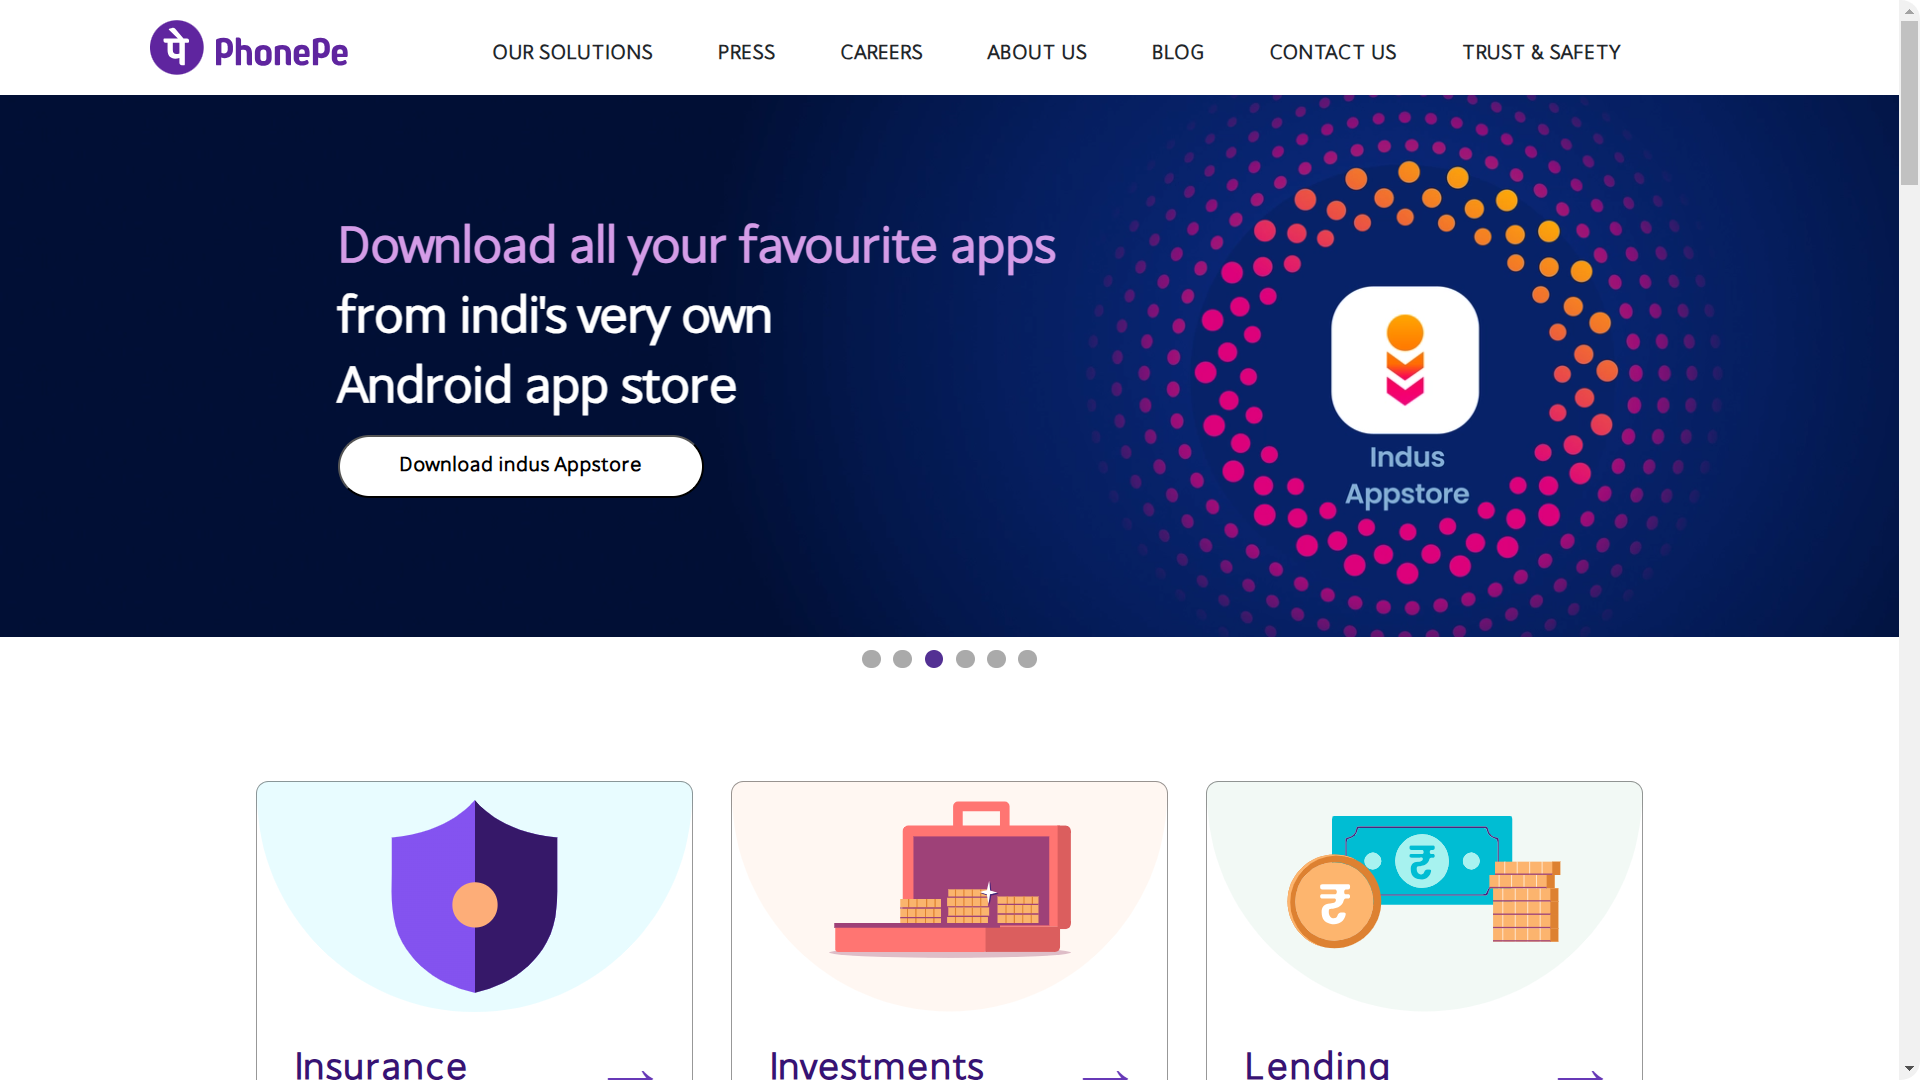 पे PhonePe
OUR SOLUTIONS PRESS CAREERS ABOUT US BLOG CONTACT US TRUST & SAFETY
Download all your favourite apps
from indi's very own
Android app store
Download indus Appstore
Indus
Appstore
₹
₹
Insurance
Investments
Lending